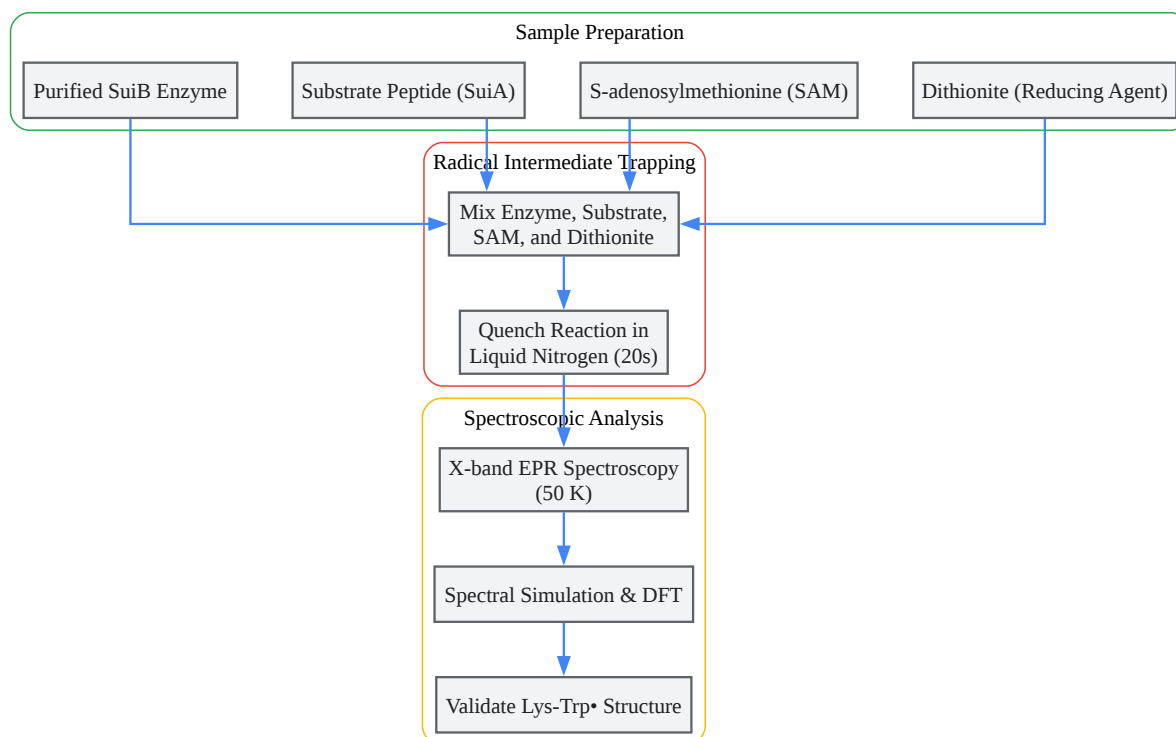 Sample Preparation
Purified SuiB Enzyme
Substrate Peptide (SuiA)
S-adenosylmethionine (SAM)
Dithionite (Reducing Agent)
Radical Intermediate Trapping
Mix Enzyme, Substrate,
SAM, and Dithionite
Quench Reaction in
Liquid Nitrogen (20s)
Spectroscopic Analysis
X-band EPR Spectroscopy
(50 K)
Spectral Simulation & DFT
Validate Lys-Trp• Structure